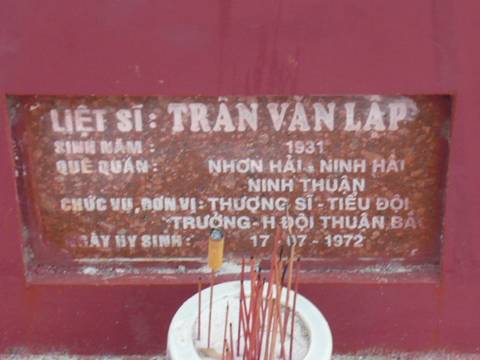 LIỆT SĨ : TRẦN VĂN LẬP
SINH NĂM : 1931
QUÊ QUÁN : NHƠN HẢI - NINH HẢI
NINH THUẬN
CHỨC VỤ, ĐƠN VỊ : THƯỢNG SĨ - TIỂU ĐỘI
TRƯỞNG - H ĐỘI THUẬN BẮC
NGÀY HY SINH : 17 - 07 - 1972